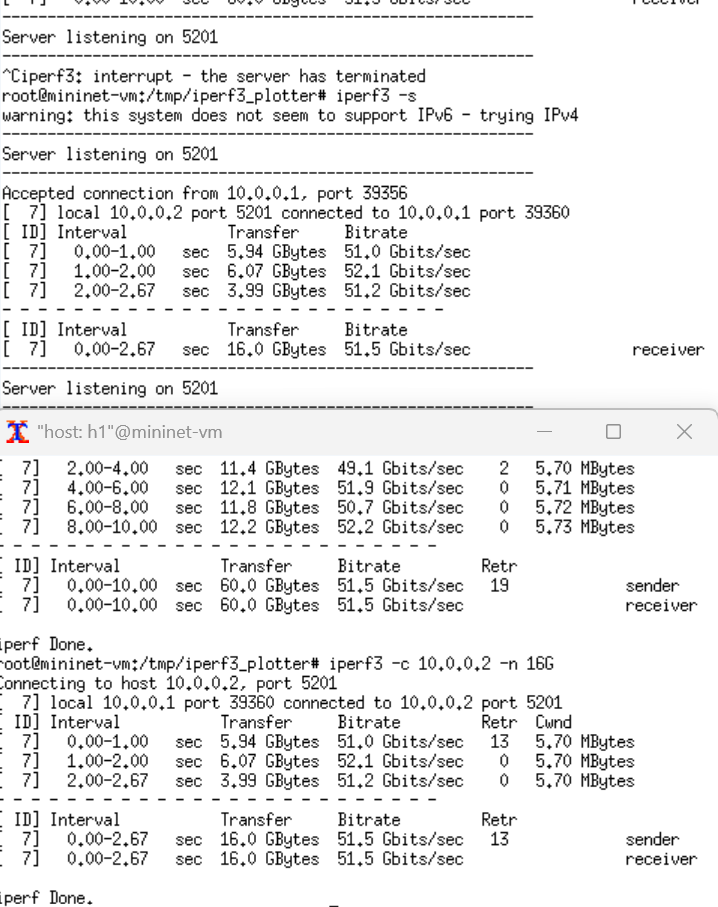 [ 7] 0.00-10.00 sec 60.0 GBytes 51.5 Gbits/sec receiver
-----------------------------------------------------------
Server listening on 5201
-----------------------------------------------------------
^Ciperf3: interrupt - the server has terminated
root@mininet-vm:/tmp/iperf3_plotter# iperf3 -s
warning: this system does not seem to support IPv6 - trying IPv4
-----------------------------------------------------------
Server listening on 5201
-----------------------------------------------------------
Accepted connection from 10.0.0.1, port 39356
[ 7] local 10.0.0.2 port 5201 connected to 10.0.0.1 port 39360
[ ID] Interval Transfer Bitrate
[ 7] 0.00-1.00 sec 5.94 GBytes 51.0 Gbits/sec
[ 7] 1.00-2.00 sec 6.07 GBytes 52.1 Gbits/sec
[ 7] 2.00-2.67 sec 3.99 GBytes 51.2 Gbits/sec
- - - - - - - - - - - - - - - - - - - - - - - - -
[ ID] Interval Transfer Bitrate
[ 7] 0.00-2.67 sec 16.0 GBytes 51.5 Gbits/sec receiver
-----------------------------------------------------------
Server listening on 5201
-----------------------------------------------------------
"host: h1"@mininet-vm
[ 7] 2.00-4.00 sec 11.4 GBytes 49.1 Gbits/sec 2 5.70 MBytes
[ 7] 4.00-6.00 sec 12.1 GBytes 51.9 Gbits/sec 0 5.71 MBytes
[ 7] 6.00-8.00 sec 11.8 GBytes 50.7 Gbits/sec 0 5.72 MBytes
[ 7] 8.00-10.00 sec 12.2 GBytes 52.2 Gbits/sec 0 5.73 MBytes
- - - - - - - - - - - - - - - - - - - - - - - - -
[ ID] Interval Transfer Bitrate Retr
[ 7] 0.00-10.00 sec 60.0 GBytes 51.5 Gbits/sec 19 sender
[ 7] 0.00-10.00 sec 60.0 GBytes 51.5 Gbits/sec receiver
iperf Done.
root@mininet-vm:/tmp/iperf3_plotter# iperf3 -c 10.0.0.2 -n 16G
Connecting to host 10.0.0.2, port 5201
[ 7] local 10.0.0.1 port 39360 connected to 10.0.0.2 port 5201
[ ID] Interval Transfer Bitrate Retr Cwnd
[ 7] 0.00-1.00 sec 5.94 GBytes 51.0 Gbits/sec 13 5.70 MBytes
[ 7] 1.00-2.00 sec 6.07 GBytes 52.1 Gbits/sec 0 5.70 MBytes
[ 7] 2.00-2.67 sec 3.99 GBytes 51.2 Gbits/sec 0 5.70 MBytes
- - - - - - - - - - - - - - - - - - - - - - - - -
[ ID] Interval Transfer Bitrate Retr
[ 7] 0.00-2.67 sec 16.0 GBytes 51.5 Gbits/sec 13 sender
[ 7] 0.00-2.67 sec 16.0 GBytes 51.5 Gbits/sec receiver
iperf Done.